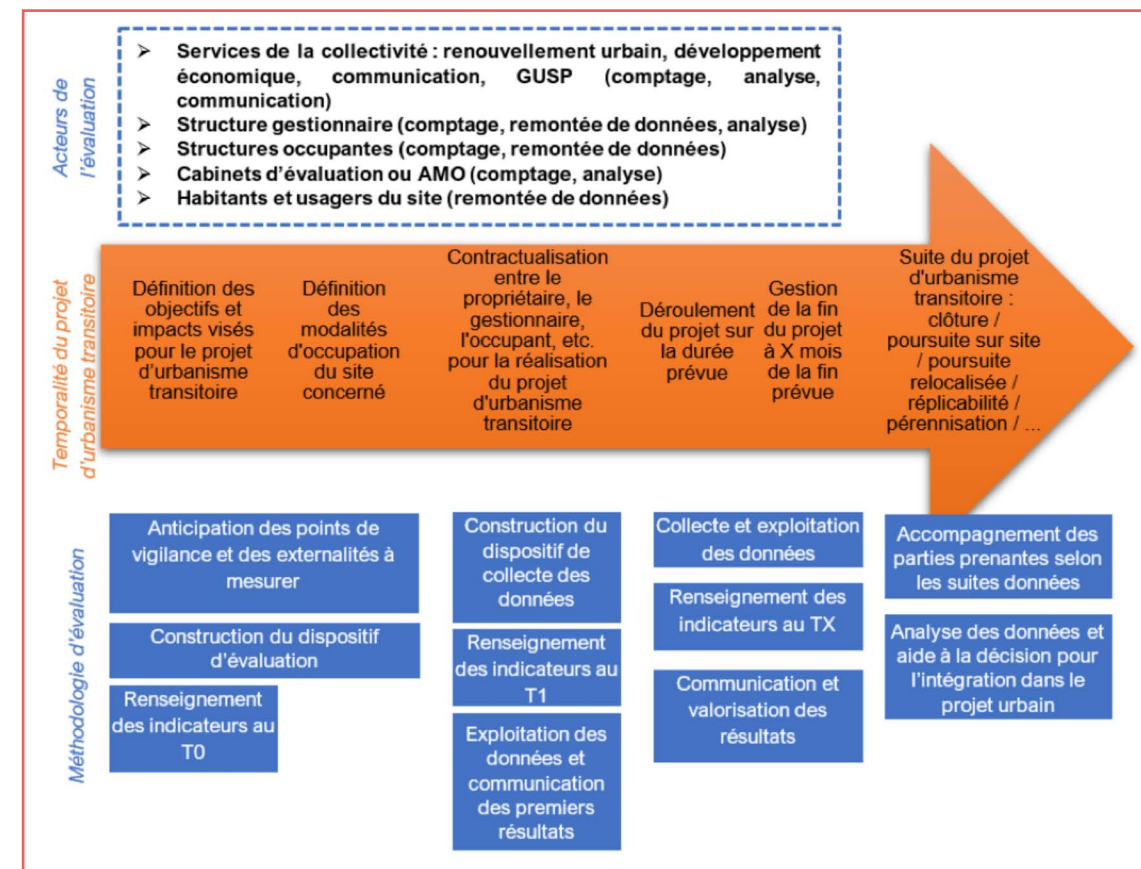 Acteurs de
l'évaluation
➢ Services de la collectivité : renouvellement urbain, développement
économique, communication, GUSP (comptage, analyse,
communication)
➢ Structure gestionnaire (comptage, remontée de données, analyse)
➢ Structures occupantes (comptage, remontée de données)
➢ Cabinets d'évaluation ou AMO (comptage, analyse)
➢ Habitants et usagers du site (remontée de données)
Temporalité du projet
d'urbanisme transitoire
Définition des
objectifs et
impacts visés
pour le projet
d'urbanisme
transitoire
Définition
des
modalités
d'occupation
du site
concerné
Contractualisation
entre le
propriétaire, le
gestionnaire,
l'occupant, etc.
pour la réalisation
du projet
d'urbanisme
transitoire
Déroulement
du projet sur
la durée
prévue
Gestion
de la fin
du projet
à X mois
de la fin
prévue
Suite du projet
d'urbanisme
transitoire :
clôture /
poursuite sur site
/ poursuite
relocalisée /
réplicabilité /
pérennisation / ...
Méthodologie d'évaluation
Anticipation des points de
vigilance et des externalités à
mesurer
Construction du dispositif
d'évaluation
Renseignement
des indicateurs au
T0
Construction du
dispositif de
collecte des
données
Renseignement
des indicateurs au
T1
Exploitation des
données et
communication
des premiers
résultats
Collecte et exploitation
des données
Renseignement des
indicateurs au TX
Communication et
valorisation des
résultats
Accompagnement des
parties prenantes selon
les suites données
Analyse des données et
aide à la décision pour
l'intégration dans le
projet urbain